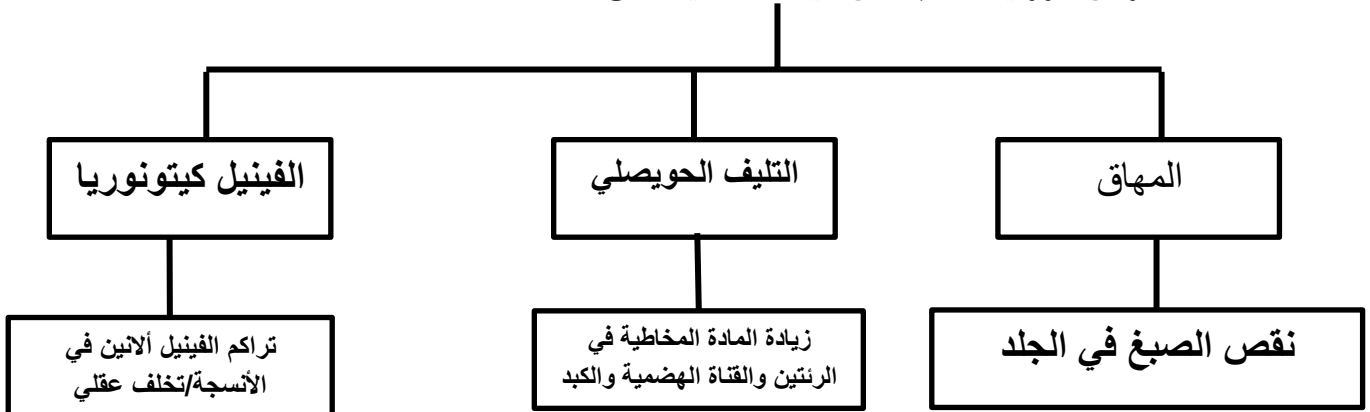 المهاق
التليف الحويصلي
الفينيل كيتونوريا
نقص الصبغ في الجلد
زيادة المادة المخاطية في
الرئتين والقناة الهضمية والكبد
تراكم الفينيل ألانين في
الأنسجة/تخلف عقلي